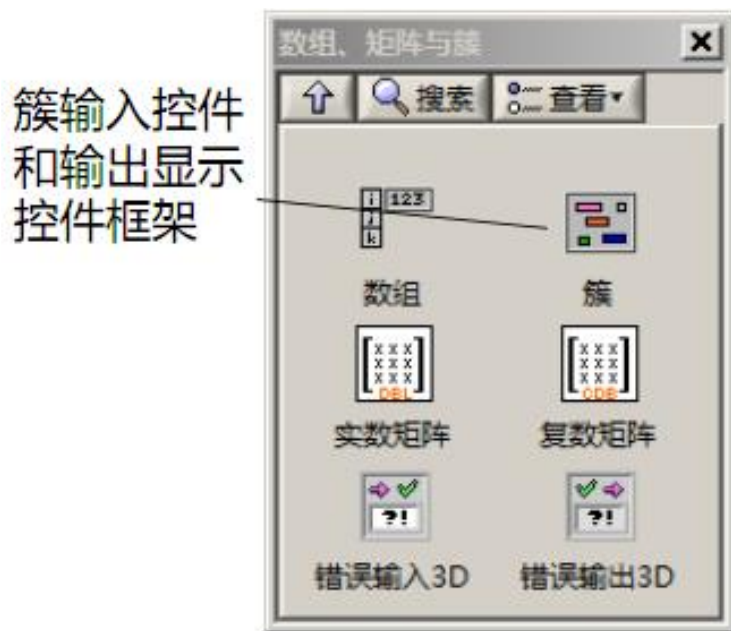 数组、矩阵与簇
搜索 查看
簇输入控件
和输出显示
控件框架
i 123
j
k
数组 簇
X X X
X X X
X X X
DBL
X X X
X X X
X X X
CDB
实数矩阵 复数矩阵
?!
?!
错误输入3D 错误输出3D